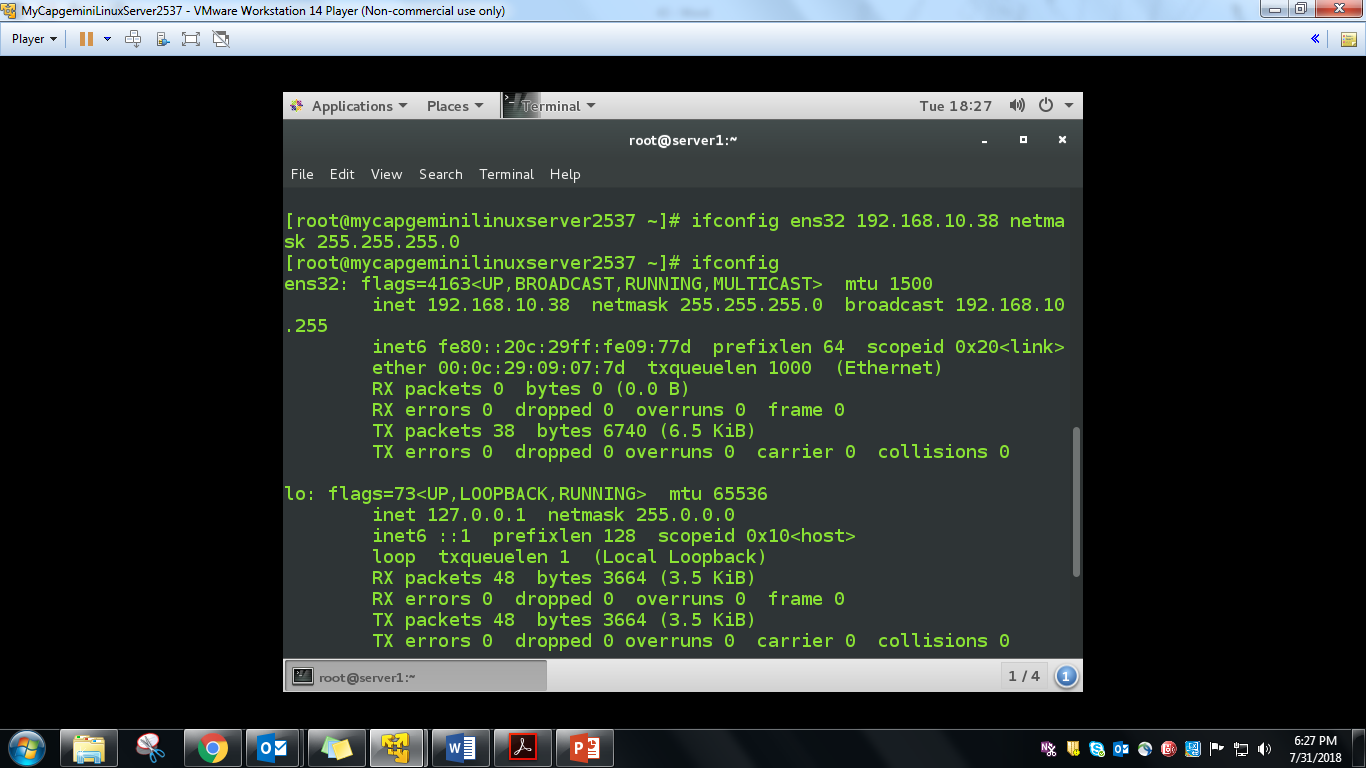 MyCapgeminiLinuxServer2537 - VMware Workstation 14 Player (Non-commercial use only)
Player
Applications Places Terminal Tue 18:27
root@server1:~
File Edit View Search Terminal Help
[root@mycapgeminilinuxserver2537 ~]# ifconfig ens32 192.168.10.38 netma
sk 255.255.255.0
[root@mycapgeminilinuxserver2537 ~]# ifconfig
ens32: flags=4163<UP,BROADCAST,RUNNING,MULTICAST>  mtu 1500
        inet 192.168.10.38  netmask 255.255.255.0  broadcast 192.168.10
.255
        inet6 fe80::20c:29ff:fe09:77d  prefixlen 64  scopeid 0x20<link>
        ether 00:0c:29:09:07:7d  txqueuelen 1000  (Ethernet)
        RX packets 0  bytes 0 (0.0 B)
        RX errors 0  dropped 0  overruns 0  frame 0
        TX packets 38  bytes 6740 (6.5 KiB)
        TX errors 0  dropped 0 overruns 0  carrier 0  collisions 0
lo: flags=73<UP,LOOPBACK,RUNNING>  mtu 65536
        inet 127.0.0.1  netmask 255.0.0.0
        inet6 ::1  prefixlen 128  scopeid 0x10<host>
        loop  txqueuelen 1  (Local Loopback)
        RX packets 48  bytes 3664 (3.5 KiB)
        RX errors 0  dropped 0  overruns 0  frame 0
        TX packets 48  bytes 3664 (3.5 KiB)
        TX errors 0  dropped 0 overruns 0  carrier 0  collisions 0
root@server1:~ 1 / 4 1
6:27 PM
7/31/2018